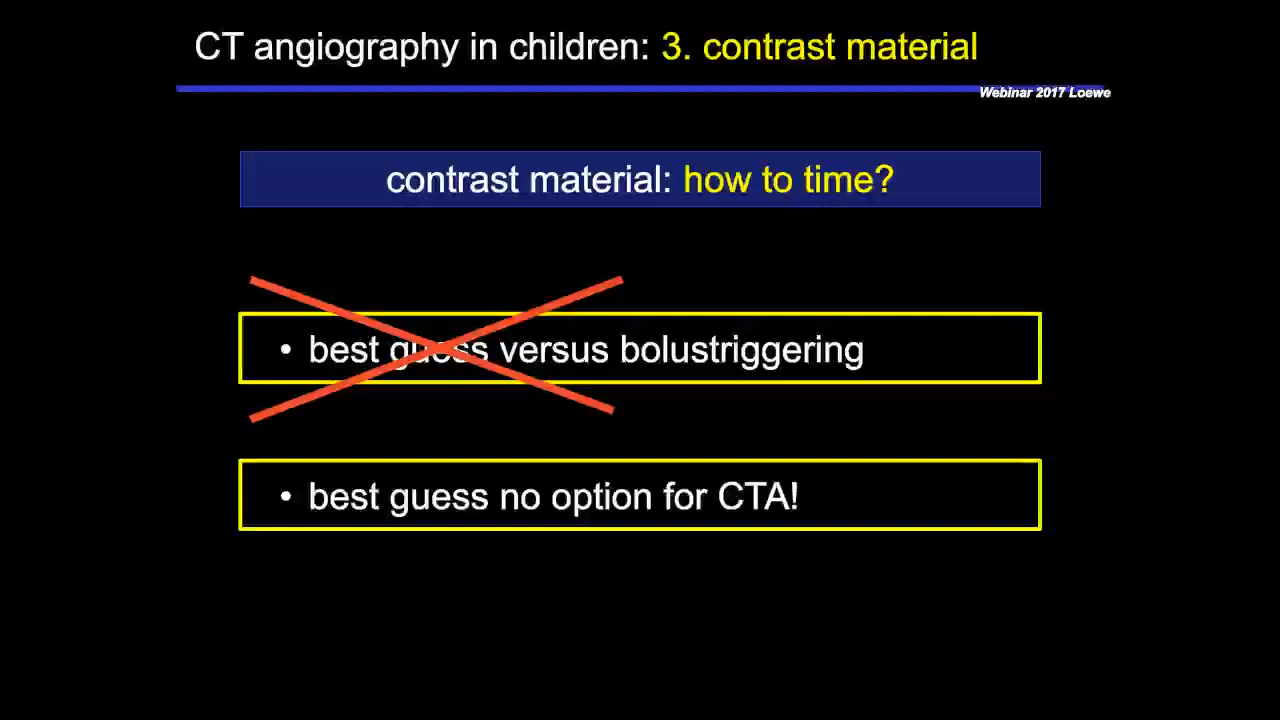 CT angiography in children: 3. contrast material
Webinar 2017 Loewe
contrast material: how to time?
• best guess versus bolustriggering
• best guess no option for CTA!